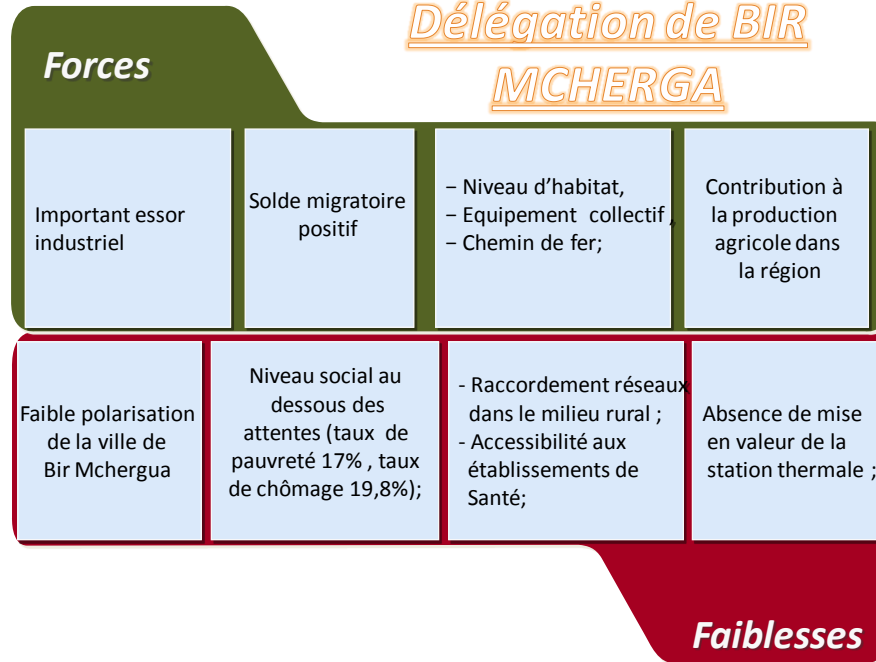 Délégation de BIR
MCHERGA
Forces
Important essor
industriel
Solde migratoire
positif
− Niveau d’habitat,
− Equipement collectif ,
− Chemin de fer;
Contribution à
la production
agricole dans
la région
Faible polarisation
de la ville de
Bir Mchergua
Niveau social au
dessous des
attentes (taux de
pauvreté 17% , taux
de chômage 19,8%);
- Raccordement réseaux
dans le milieu rural ;
- Accessibilité aux
établissements de
Santé;
Absence de mise
en valeur de la
station thermale ;
Faiblesses